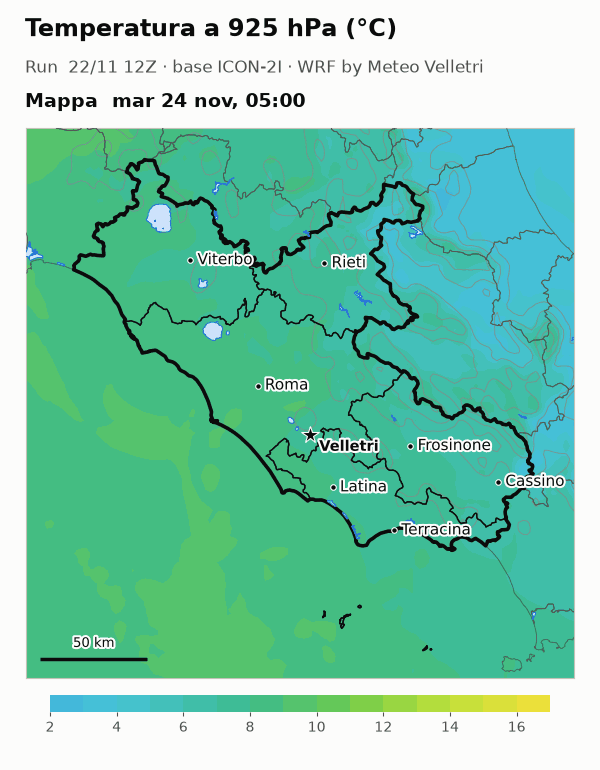 Temperatura a 925 hPa (°C)
Run  22/11 12Z · base ICON-2I · WRF by Meteo Velletri
Mappa  mar 24 nov, 05:00
Viterbo
Rieti
Roma
Velletri
Frosinone
Latina
Cassino
Terracina
50 km
2 4 6 8 10 12 14 16